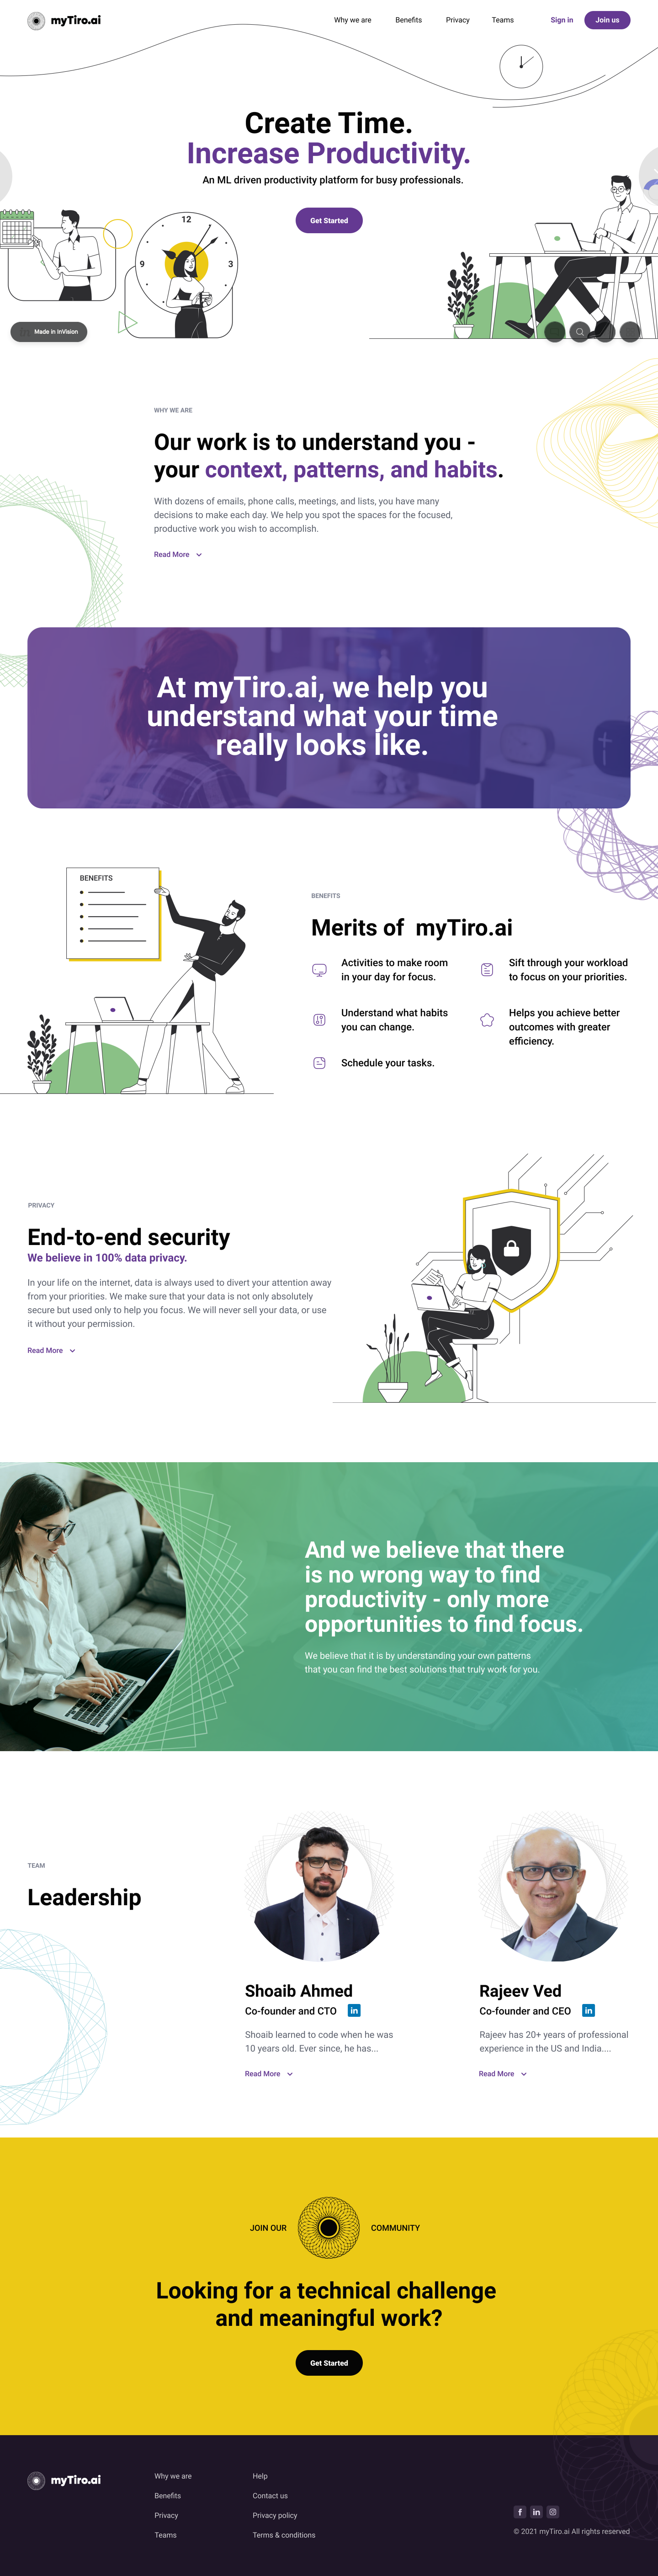 myTiro.ai
Why we are
Benefits
Privacy
Teams
Sign in
Join us
Create Time.
Increase Productivity.
An ML driven productivity platform for busy professionals.
Get Started
12
9
3
Made in InVision
WHY WE ARE
Our work is to understand you -
your context, patterns, and habits.
With dozens of emails, phone calls, meetings, and lists, you have many
decisions to make each day. We help you spot the spaces for the focused,
productive work you wish to accomplish.
Read More
At myTiro.ai, we help you
understand what your time
really looks like.
BENEFITS
BENEFITS
Merits of myTiro.ai
Activities to make room
in your day for focus.
Sift through your workload
to focus on your priorities.
Understand what habits
you can change.
Helps you achieve better
outcomes with greater
efficiency.
Schedule your tasks.
PRIVACY
End-to-end security
We believe in 100% data privacy.
In your life on the internet, data is always used to divert your attention away
from your priorities. We make sure that your data is not only absolutely
secure but used only to help you focus. We will never sell your data, or use
it without your permission.
Read More
And we believe that there
is no wrong way to find
productivity - only more
opportunities to find focus.
We believe that it is by understanding your own patterns
that you can find the best solutions that truly work for you.
TEAM
Leadership
Shoaib Ahmed
Co-founder and CTO
in
Shoaib learned to code when he was
10 years old. Ever since, he has...
Read More
Rajeev Ved
Co-founder and CEO
in
Rajeev has 20+ years of professional
experience in the US and India....
Read More
JOIN OUR
COMMUNITY
Looking for a technical challenge
and meaningful work?
Get Started
myTiro.ai
Why we are
Benefits
Privacy
Teams
Help
Contact us
Privacy policy
Terms & conditions
f
in
© 2021 myTiro.ai All rights reserved